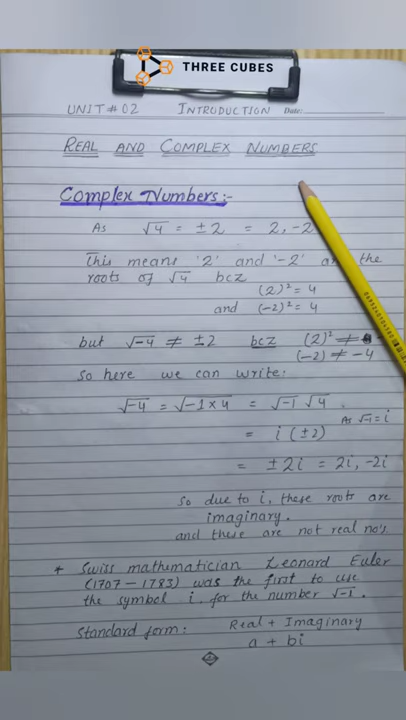 THREE CUBES
UNIT # 02 INTRODUCTION Date:
REAL AND COMPLEX NUMBERS
Complex Numbers:-
As √4 = ±2 = 2, -2
This means '2' and '-2' the
roots of √4 bcz
(2)² = 4
and (-2)² = 4
but √-4 ≠ ±2 bcz (2)² ≠
(-2) ≠ -4
So here we can write:
√-4 = √-1×4 = √-1 √4
As √-1 = i
= i (±2)
= ±2i = 2i, -2i
So due to i, these roots are
imaginary.
and these are not real no's.
* Swiss mathematician Leonard Euler
(1707 - 1783) was the first to use
the symbol i, for the number √-1.
Standard form: Real + Imaginary
a + bi